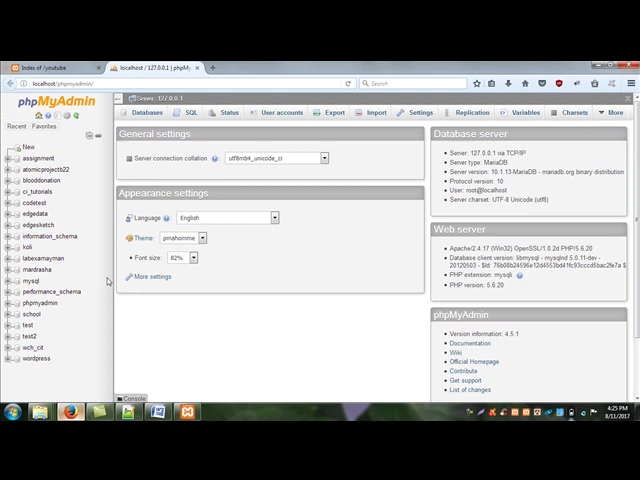 Index of /youtube
localhost / 127.0.0.1 | phpM
localhost/phpmyadmin/
Search
phpMyAdmin
Recent Favorites
New
assignment
atomicprojectb22
blooddonation
ci_tutorials
codetest
edgedata
edgesketch
information_schema
koli
labexamayman
mardrasha
mysql
performance_schema
phpmyadmin
school
test
test2
wch_cit
wordpress
Server: 127.0.0.1
Databases SQL Status User accounts Export Import Settings Replication Variables Charsets More
General settings
Server connection collation
utf8mb4_unicode_ci
Appearance settings
Language
English
Theme:
pmahomme
Font size:
82%
More settings
Console
Database server
Server: 127.0.0.1 via TCP/IP
Server type: MariaDB
Server version: 10.1.13-MariaDB - mariadb.org binary distribution
Protocol version: 10
User: root@localhost
Server charset: UTF-8 Unicode (utf8)
Web server
Apache/2.4.17 (Win32) OpenSSL/1.0.2d PHP/5.6.20
Database client version: libmysql - mysqlnd 5.0.11-dev -
PHP extension: mysqli
PHP version: 5.6.20
phpMyAdmin
Version information: 4.5.1
Documentation
Wiki
Official Homepage
Contribute
Get support
List of changes
4:25 PM
8/11/2017